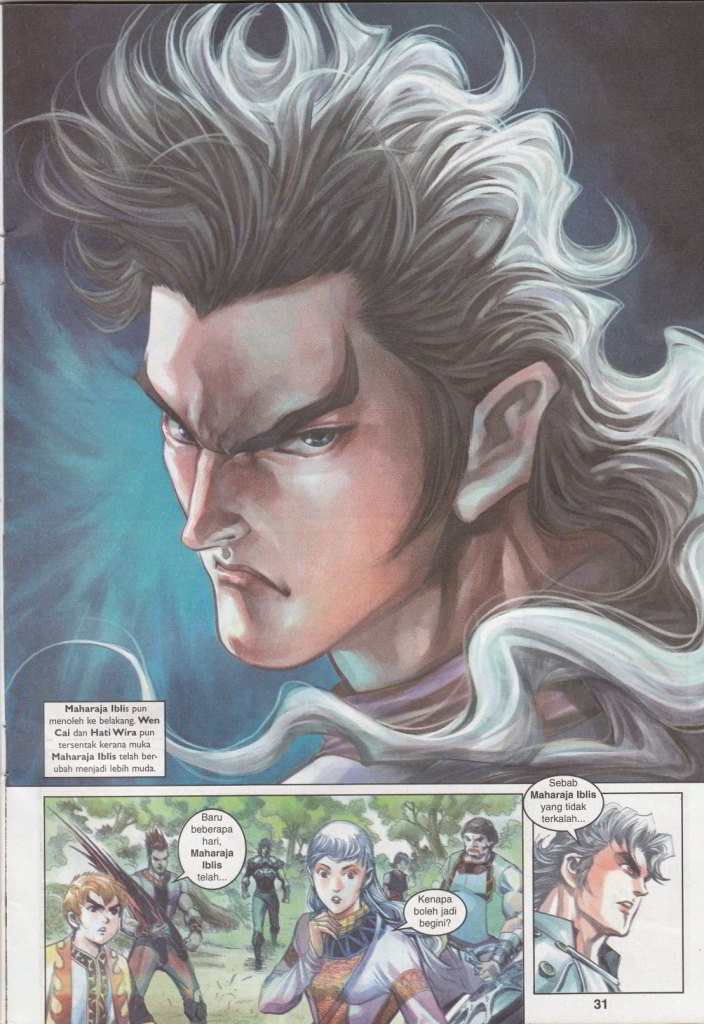 Maharaja Iblis pun
menoleh ke belakang. Wen
Cai dan Hati Wira pun
tersentak kerana muka
Maharaja Iblis telah ber-
ubah menjadi lebih muda.
Baru
beberapa
hari,
Maharaja
Iblis
telah...
Kenapa
boleh jadi
begini?
Sebab
Maharaja Iblis
yang tidak
terkalah...
31